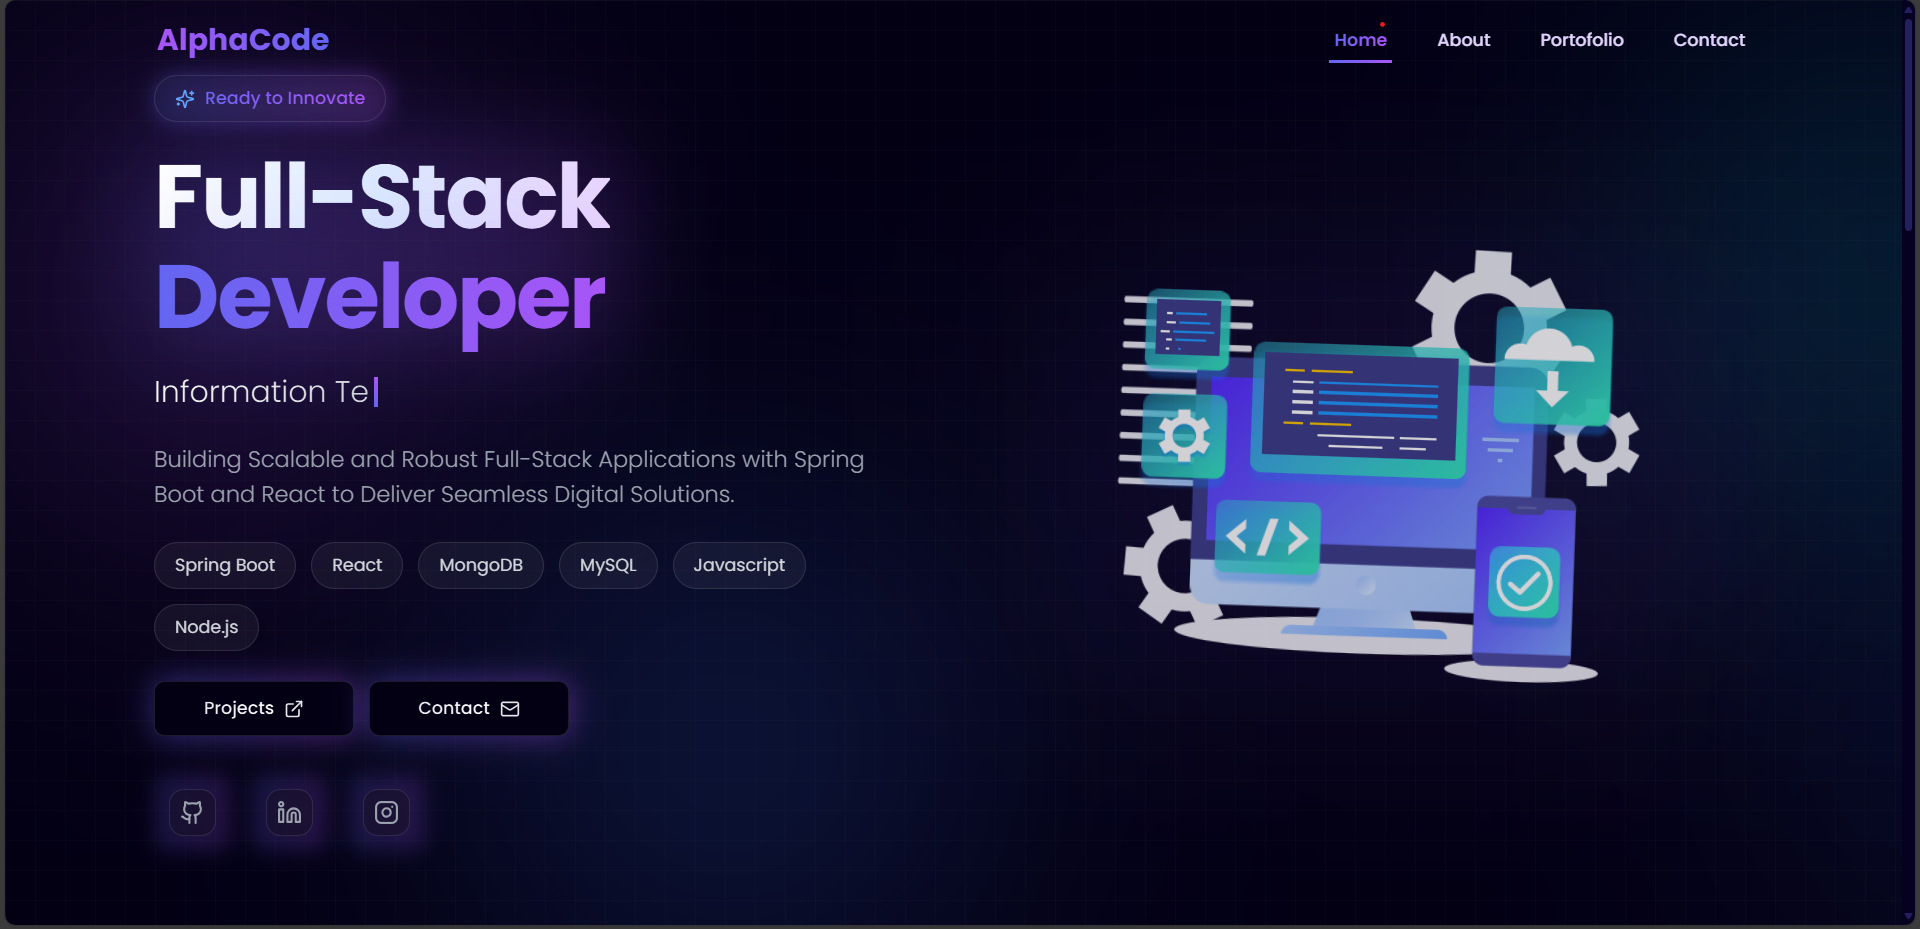 AlphaCode
Home About Portofolio Contact
Ready to Innovate
Full-Stack
Developer
Information Te
Building Scalable and Robust Full-Stack Applications with Spring
Boot and React to Deliver Seamless Digital Solutions.
Spring Boot React MongoDB MySQL Javascript
Node.js
Projects Contact